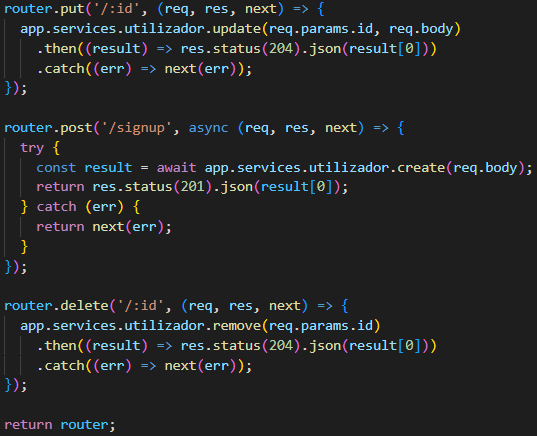 router.put('/:id', (req, res, next) => {
  app.services.utilizador.update(req.params.id, req.body)
    .then((result) => res.status(204).json(result[0]))
    .catch((err) => next(err));
});

router.post('/signup', async (req, res, next) => {
  try {
    const result = await app.services.utilizador.create(req.body);
    return res.status(201).json(result[0]);
  } catch (err) {
    return next(err);
  }
});

router.delete('/:id', (req, res, next) => {
  app.services.utilizador.remove(req.params.id)
    .then((result) => res.status(204).json(result[0]))
    .catch((err) => next(err));
});

return router;